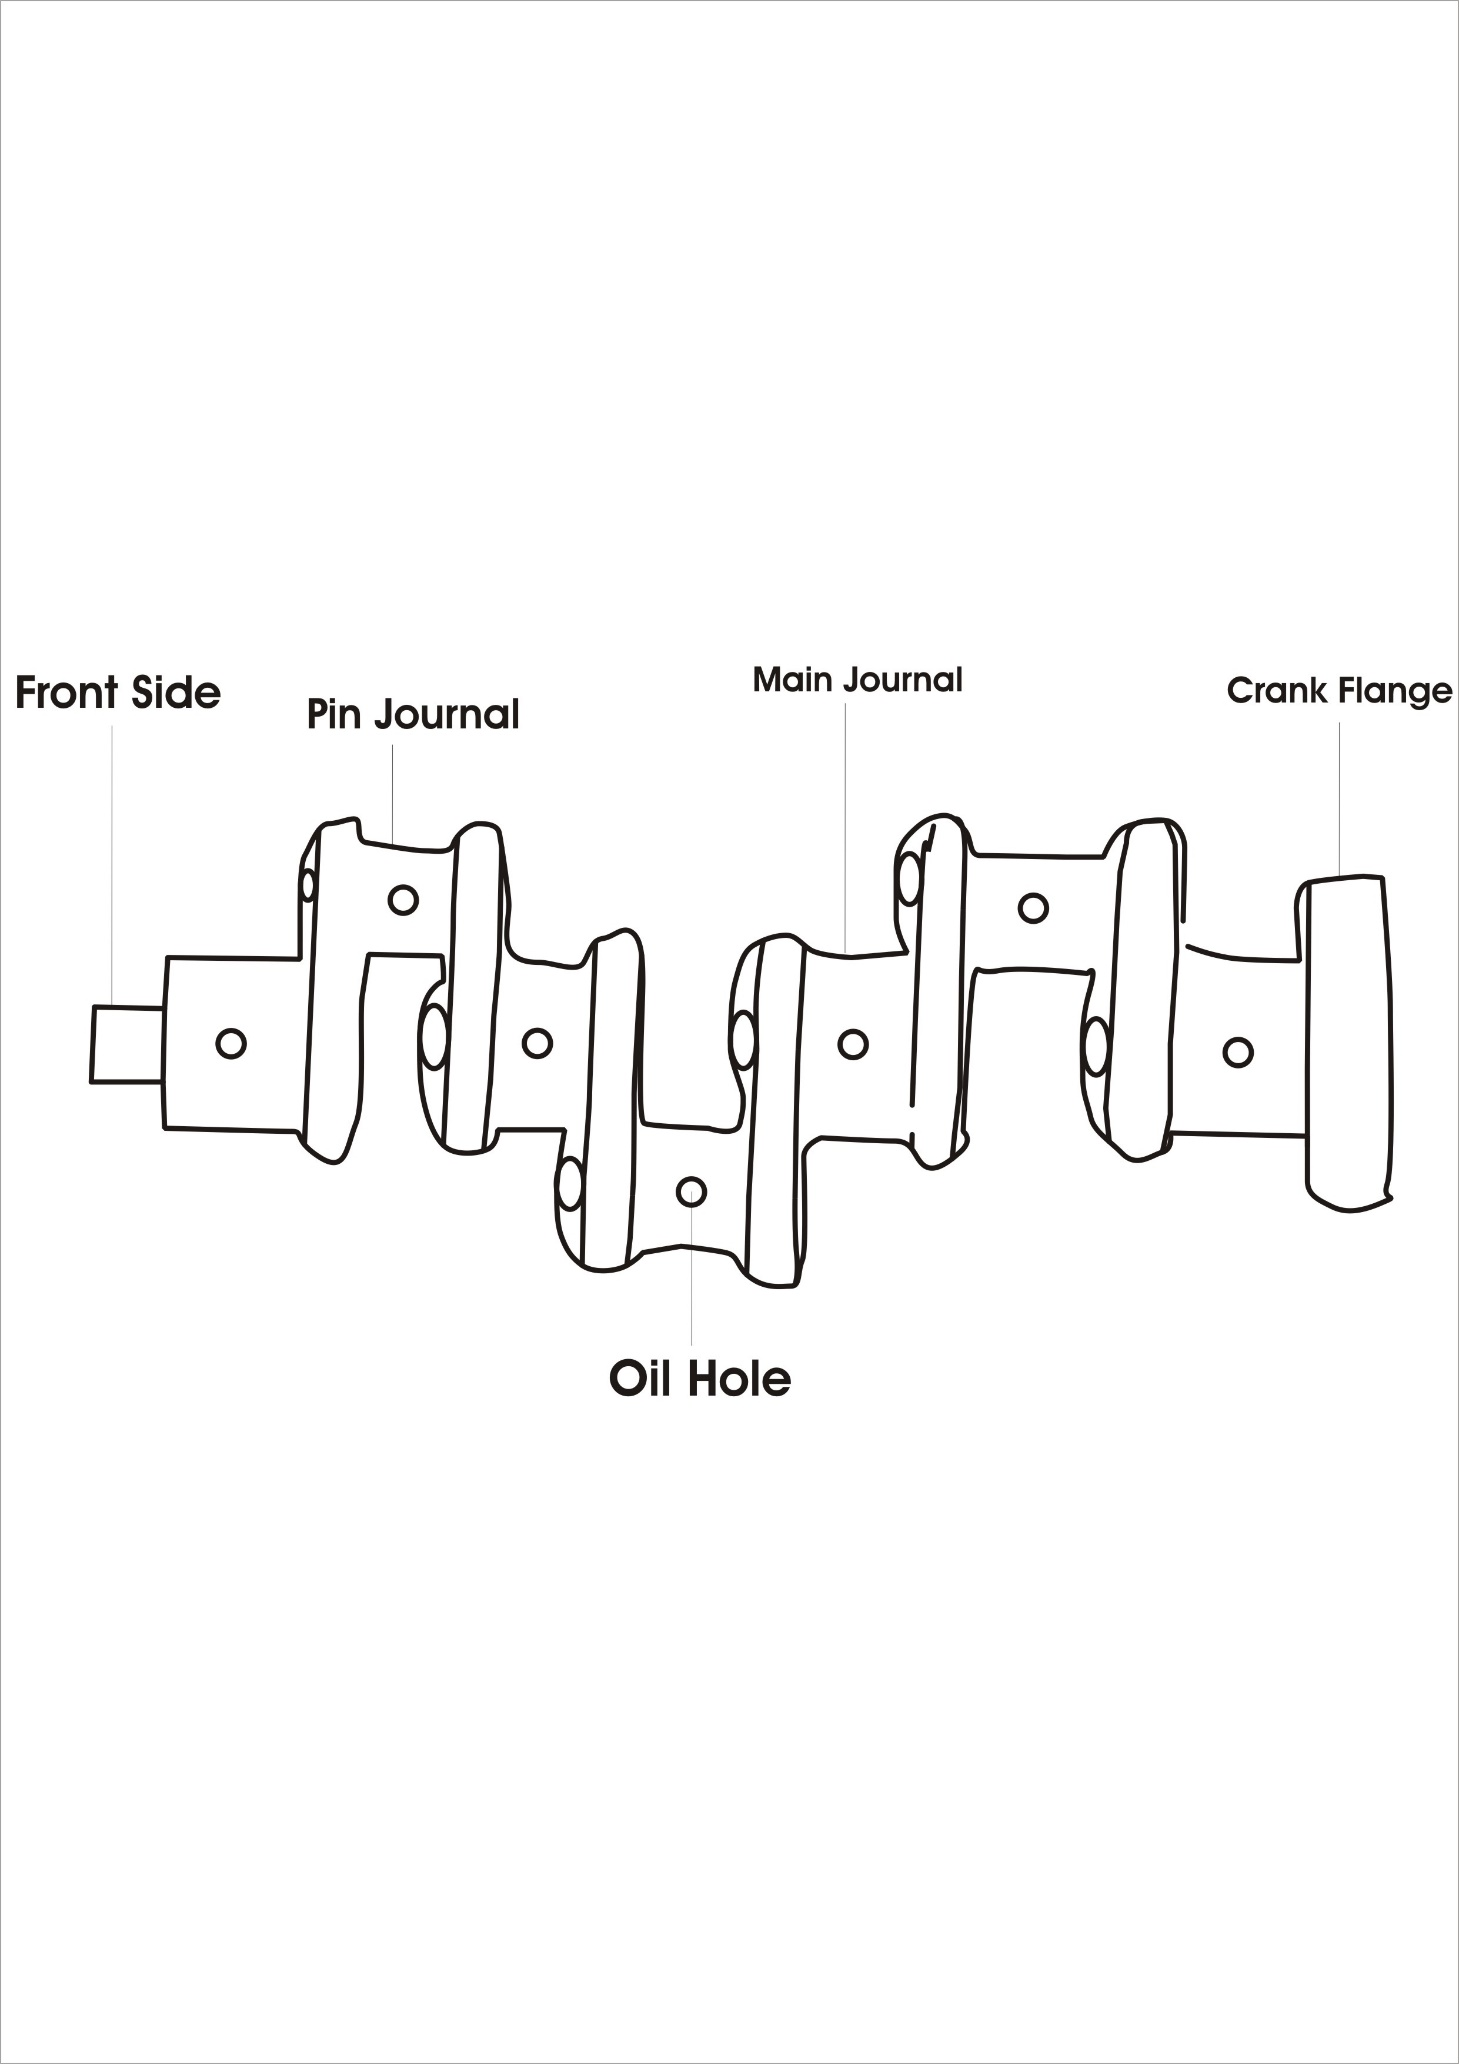 Front Side
Pin Journal
Main Journal
Crank Flange
Oil Hole